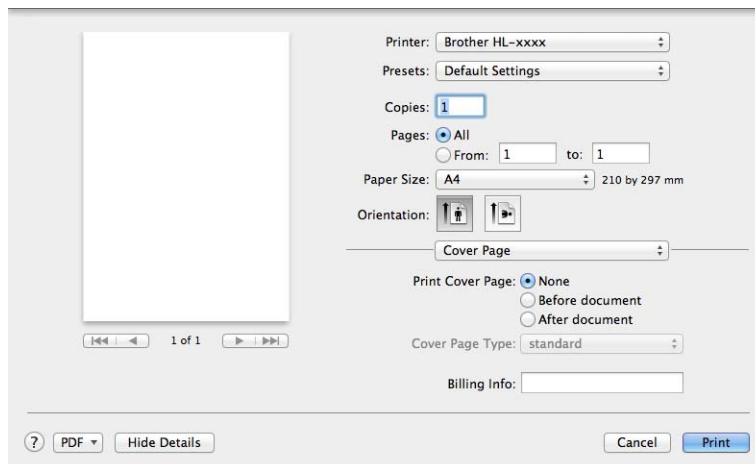 Printer: Brother HL-xxxx
Presets: Default Settings
Copies: 1
Pages: All
From: 1 to: 1
Paper Size: A4 210 by 297 mm
Orientation:
Cover Page
Print Cover Page: None
Before document
After document
Cover Page Type: standard
Billing Info:
1 of 1
? PDF Hide Details Cancel Print